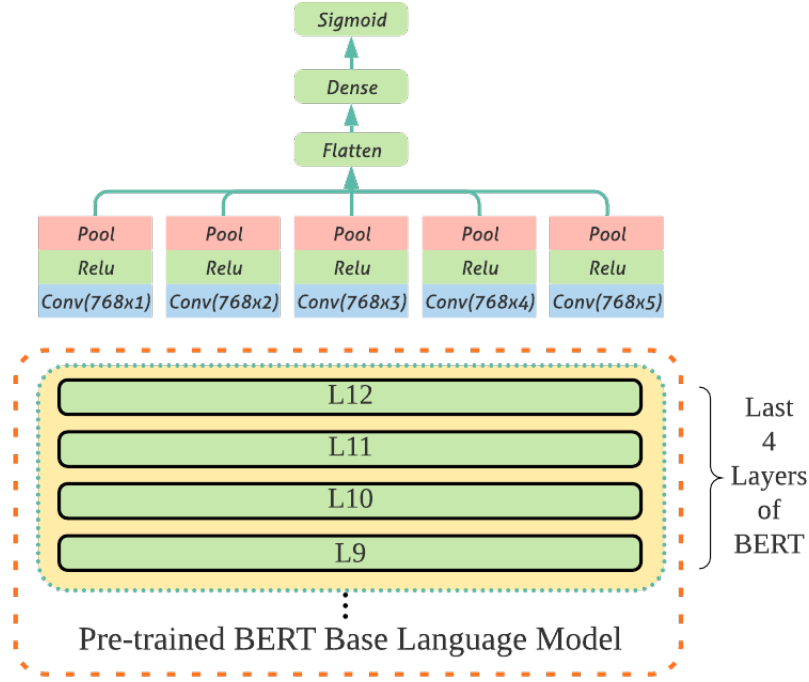 Sigmoid
Dense
Flatten
Pool Pool Pool Pool Pool
Relu Relu Relu Relu Relu
Conv(768x1) Conv(768x2) Conv(768x3) Conv(768x4) Conv(768x5)
L12
L11
L10
L9
Last
4
Layers
of
BERT
Pre-trained BERT Base Language Model